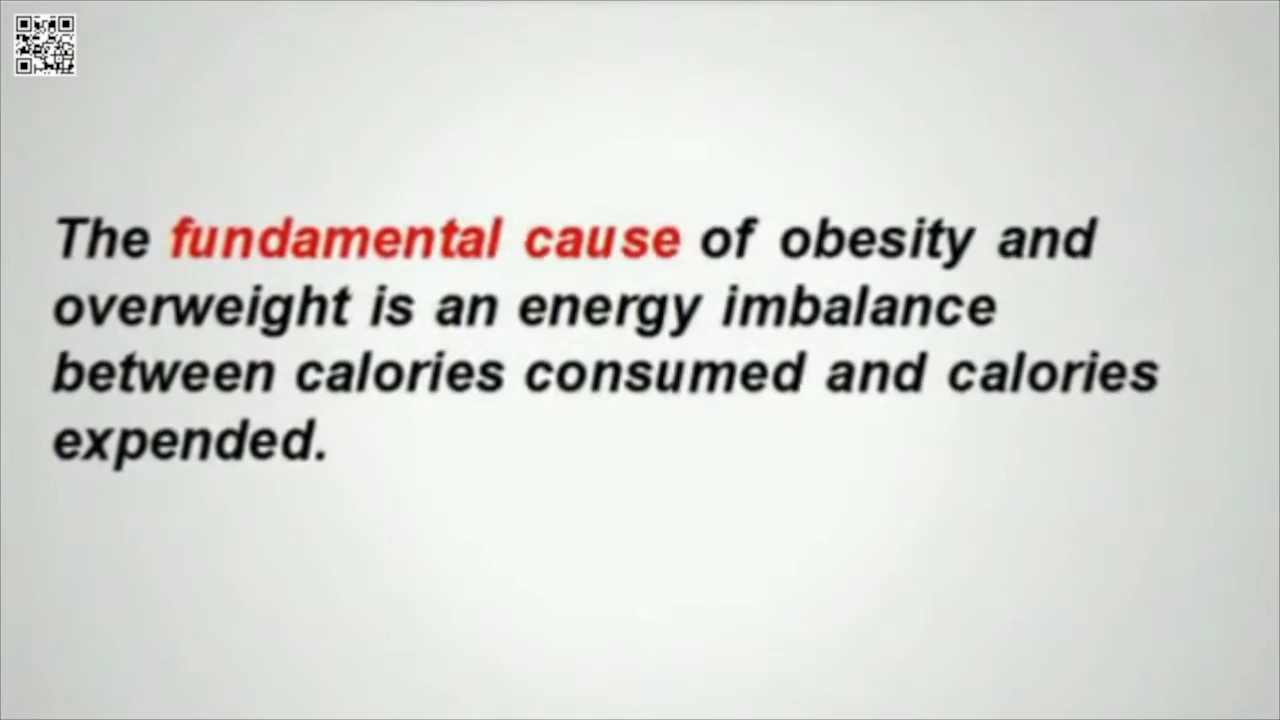 The fundamental cause of obesity and
overweight is an energy imbalance
between calories consumed and calories
expended.